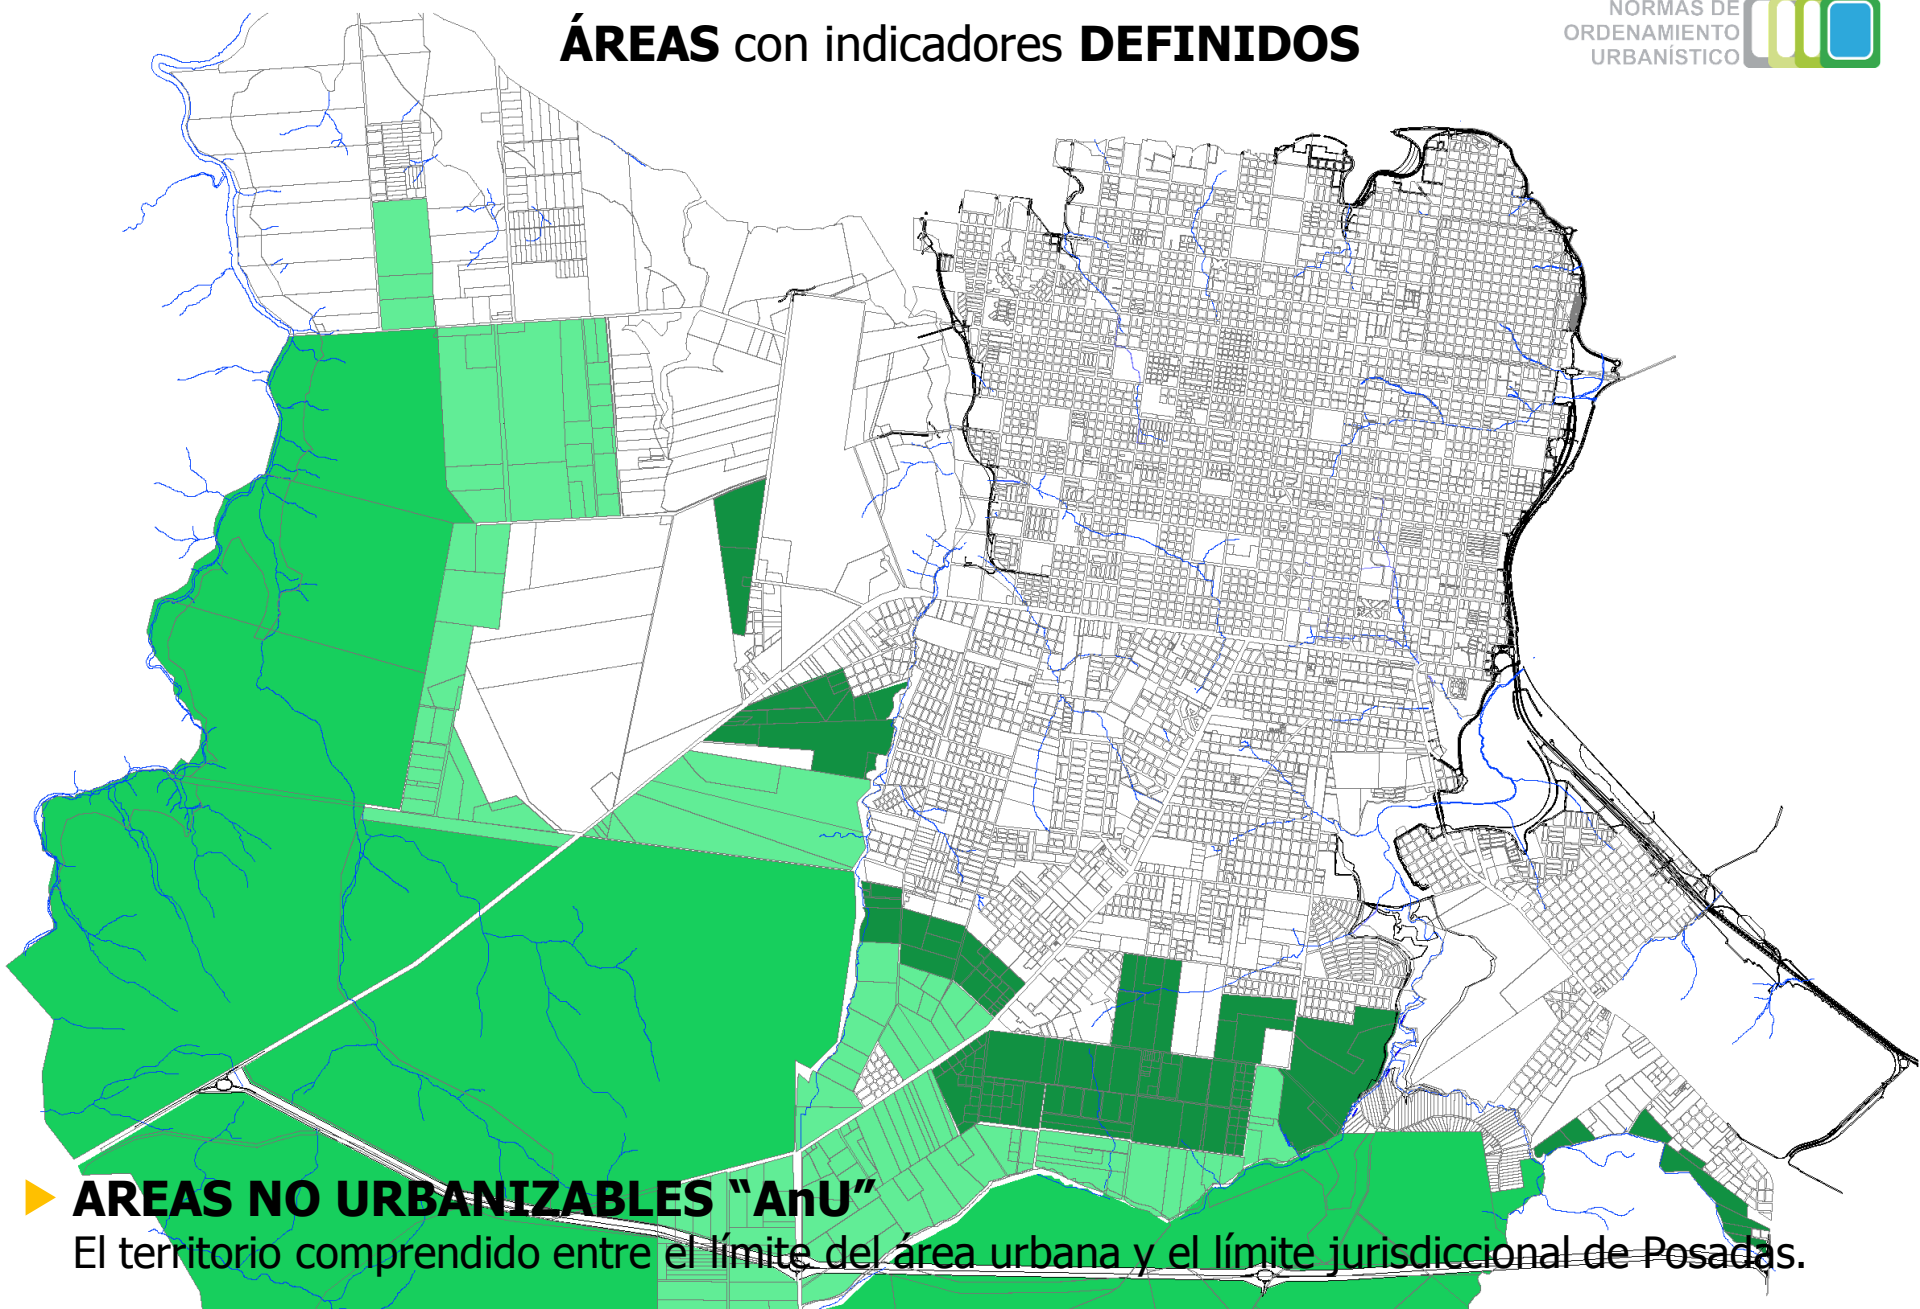 ÁREAS con indicadores DEFINIDOS
NORMAS DE
ORDENAMIENTO
URBANÍSTICO
AREAS NO URBANIZABLES “AnU”
El territorio comprendido entre el límite del área urbana y el límite jurisdiccional de Posadas.